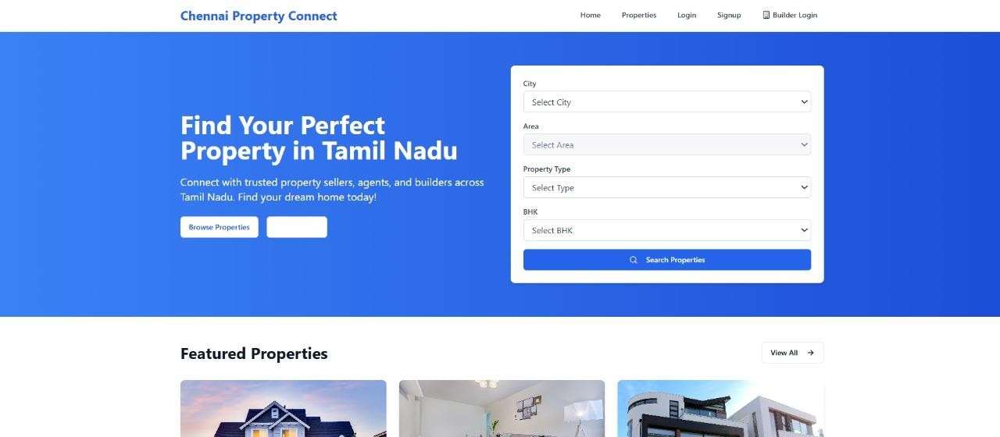 Chennai Property Connect
Home
Properties
Login
Signup
Builder Login
Find Your Perfect
Property in Tamil Nadu
Connect with trusted property sellers, agents, and builders across
Tamil Nadu. Find your dream home today!
Browse Properties
City
Select City
Area
Select Area
Property Type
Select Type
BHK
Select BHK
Search Properties
Featured Properties
View All